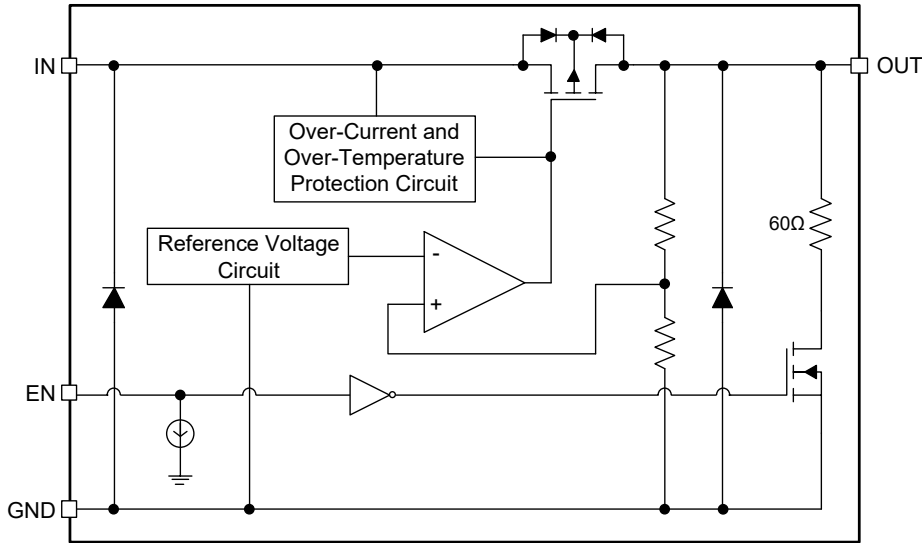 IN
OUT
Over-Current and
Over-Temperature
Protection Circuit
60Ω
Reference Voltage
Circuit
-
+
EN
GND